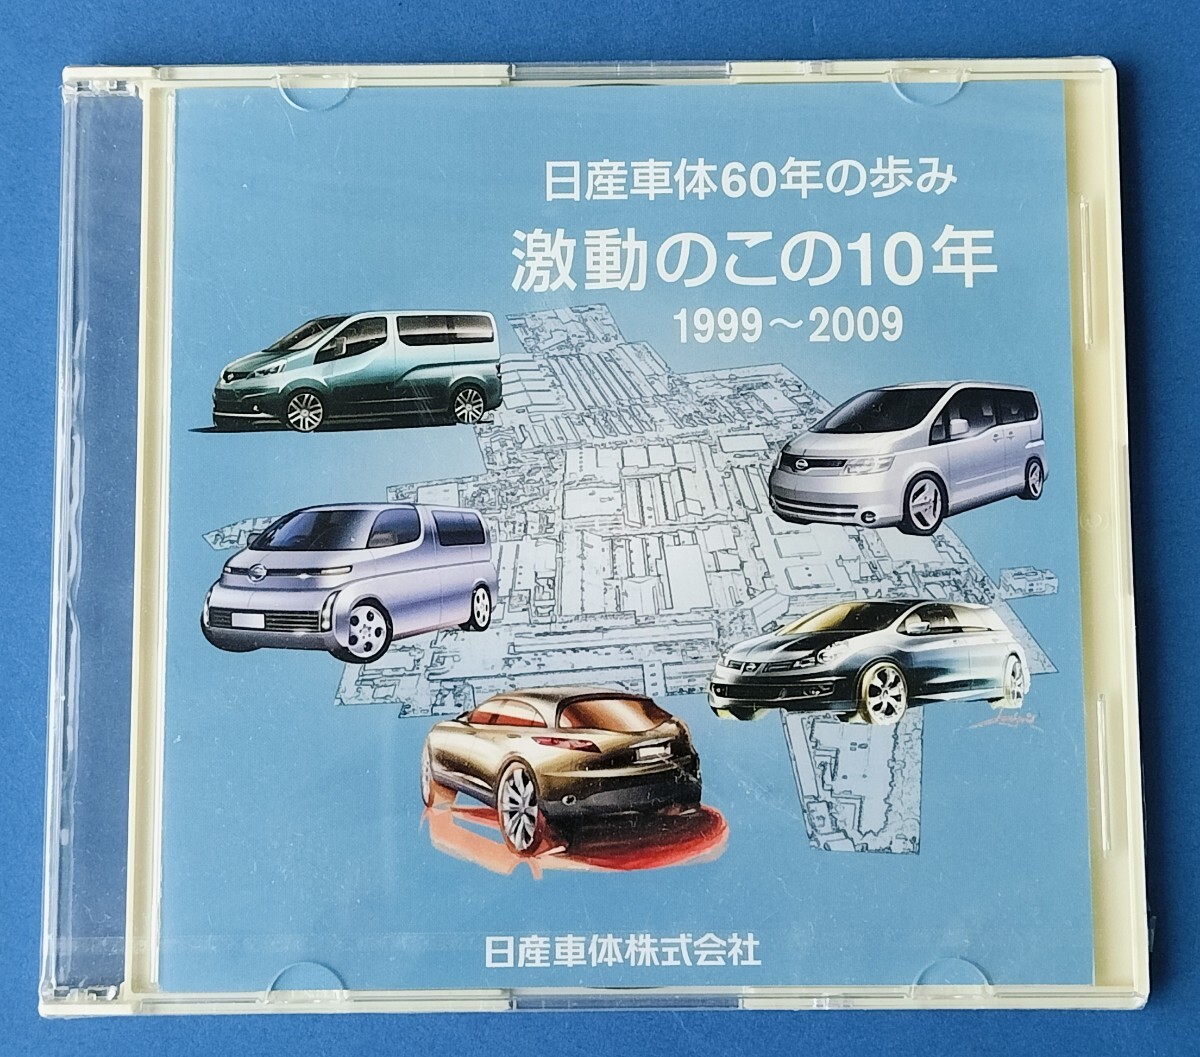 日産車体60年の歩み
激動のこの10年
1999～2009
日産車体株式会社